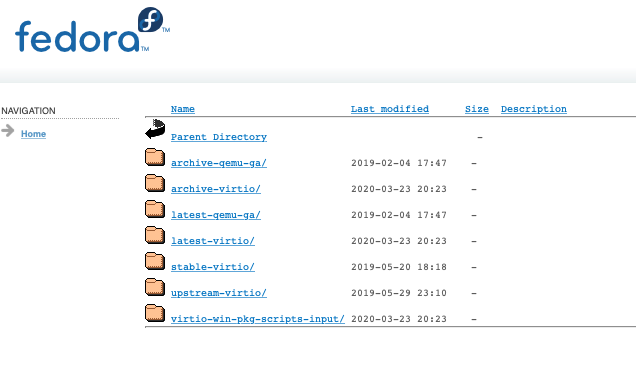 fedora™
™
NAVIGATION
Home
Name Last modified Size Description
Parent Directory -
archive-qemu-ga/ 2019-02-04 17:47 -
archive-virtio/ 2020-03-23 20:23 -
latest-qemu-ga/ 2019-02-04 17:47 -
latest-virtio/ 2020-03-23 20:23 -
stable-virtio/ 2019-05-20 18:18 -
upstream-virtio/ 2019-05-29 23:10 -
virtio-win-pkg-scripts-input/ 2020-03-23 20:23 -